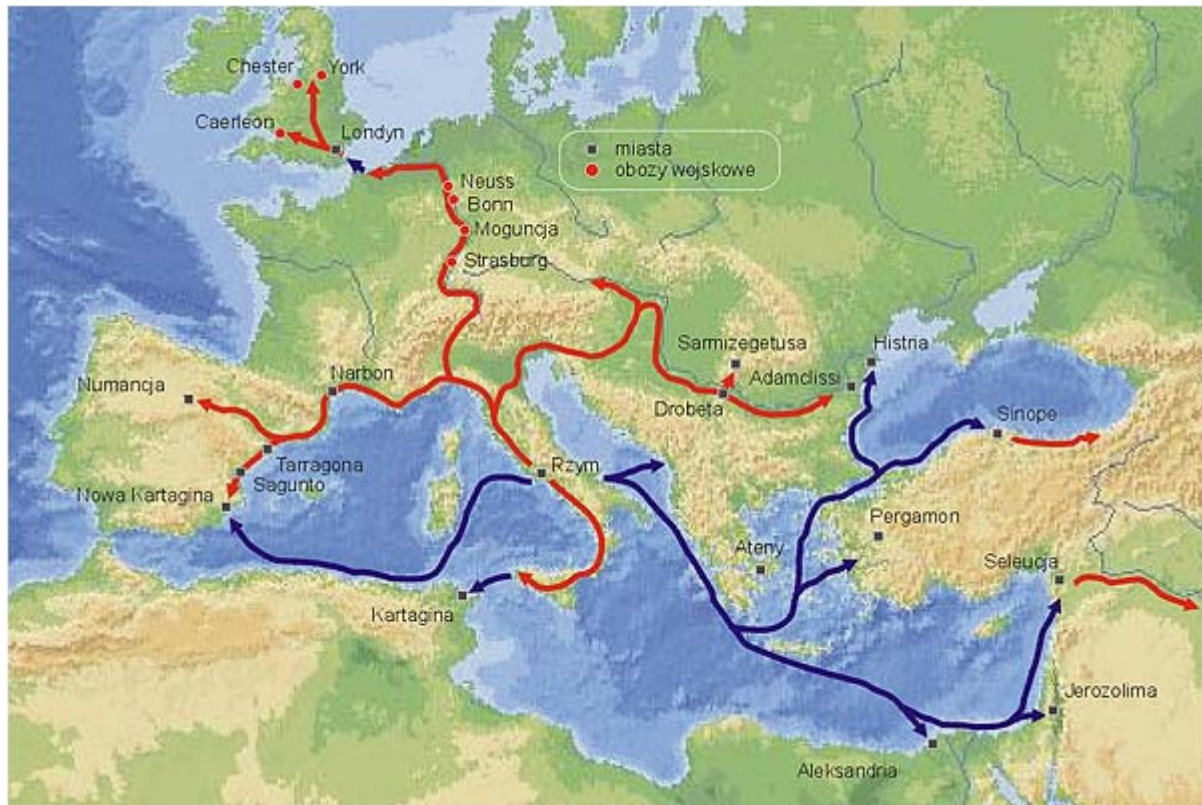 Chester
York
Caerleon
Londyn
miasta
obozy wojskowe
Neuss
Bonn
Moguncja
Strasburg
Sarmizegetusa
Histria
Adamclissi
Drobeta
Numancja
Narbon
Sinope
Tarragona
Sagunto
Nowa Kartagina
Rzym
Pergamon
Ateny
Seleucja
Kartagina
Jerozolima
Aleksandria